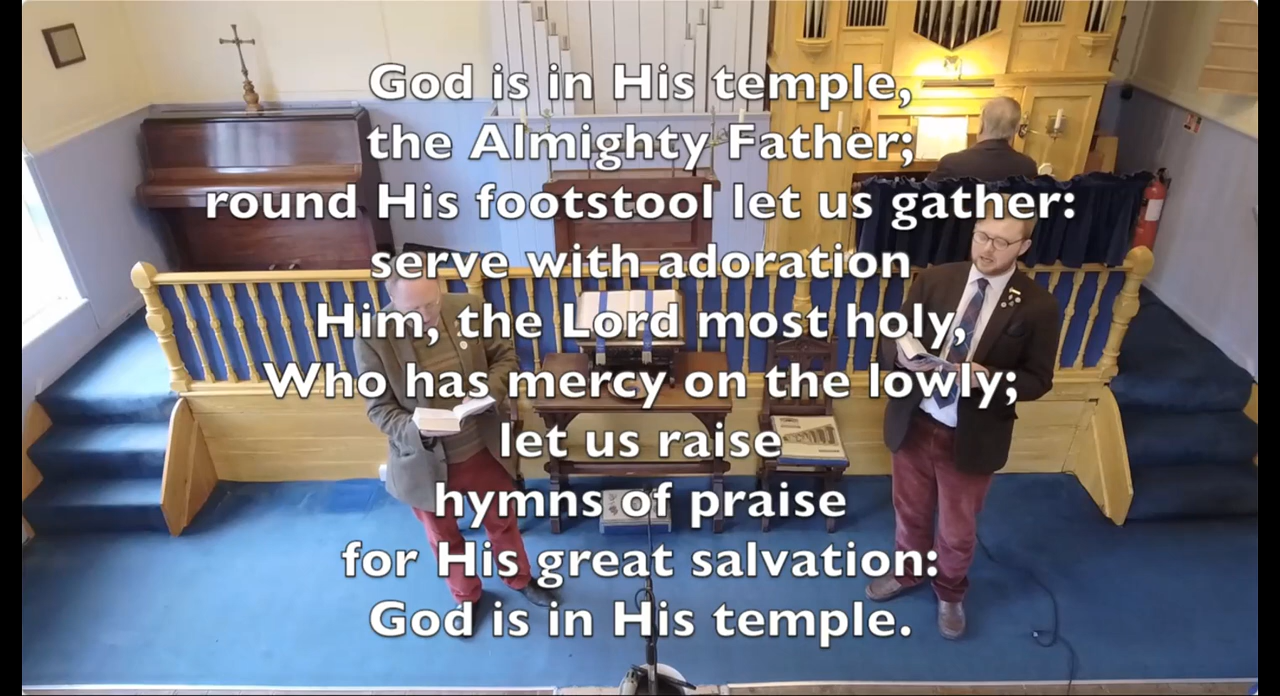 God is in His temple,
the Almighty Father;
round His footstool let us gather:
serve with adoration
Him, the Lord most holy,
Who has mercy on the lowly;
let us raise
hymns of praise
for His great salvation:
God is in His temple.